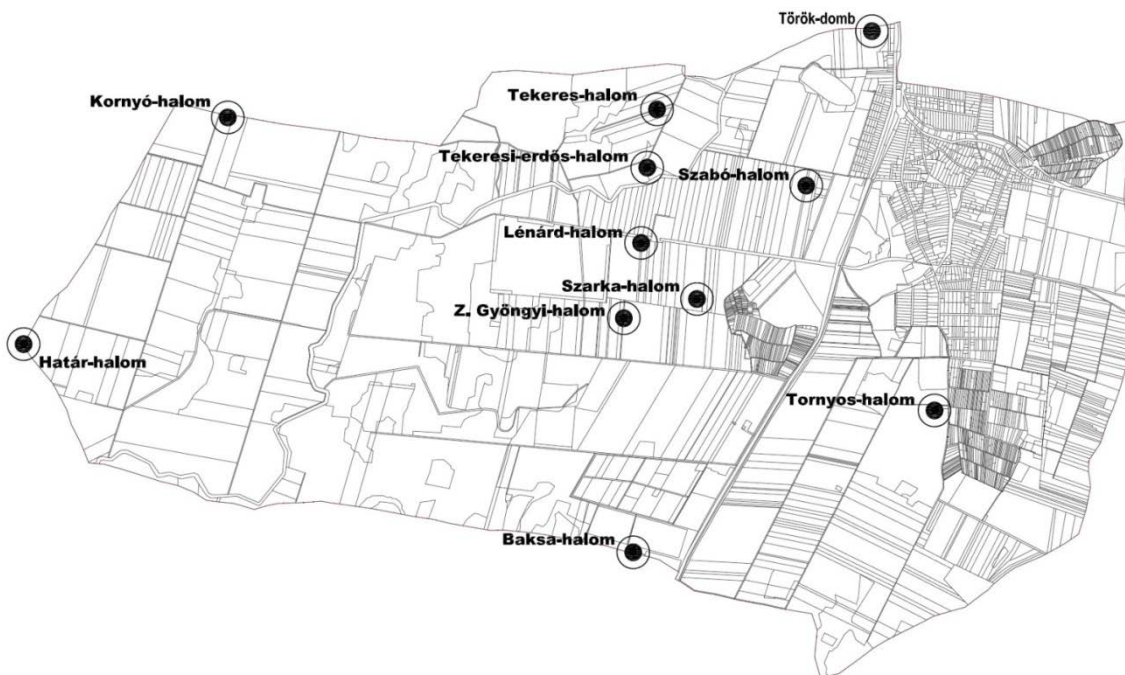 Török-domb
Tekeres-halom
Kornyó-halom
Tekeresi-erdős-halom
Szabó-halom
Lénárd-halom
Szarka-halom
Z. Gyöngyi-halom
Határ-halom
Tornyos-halom
Baksa-halom